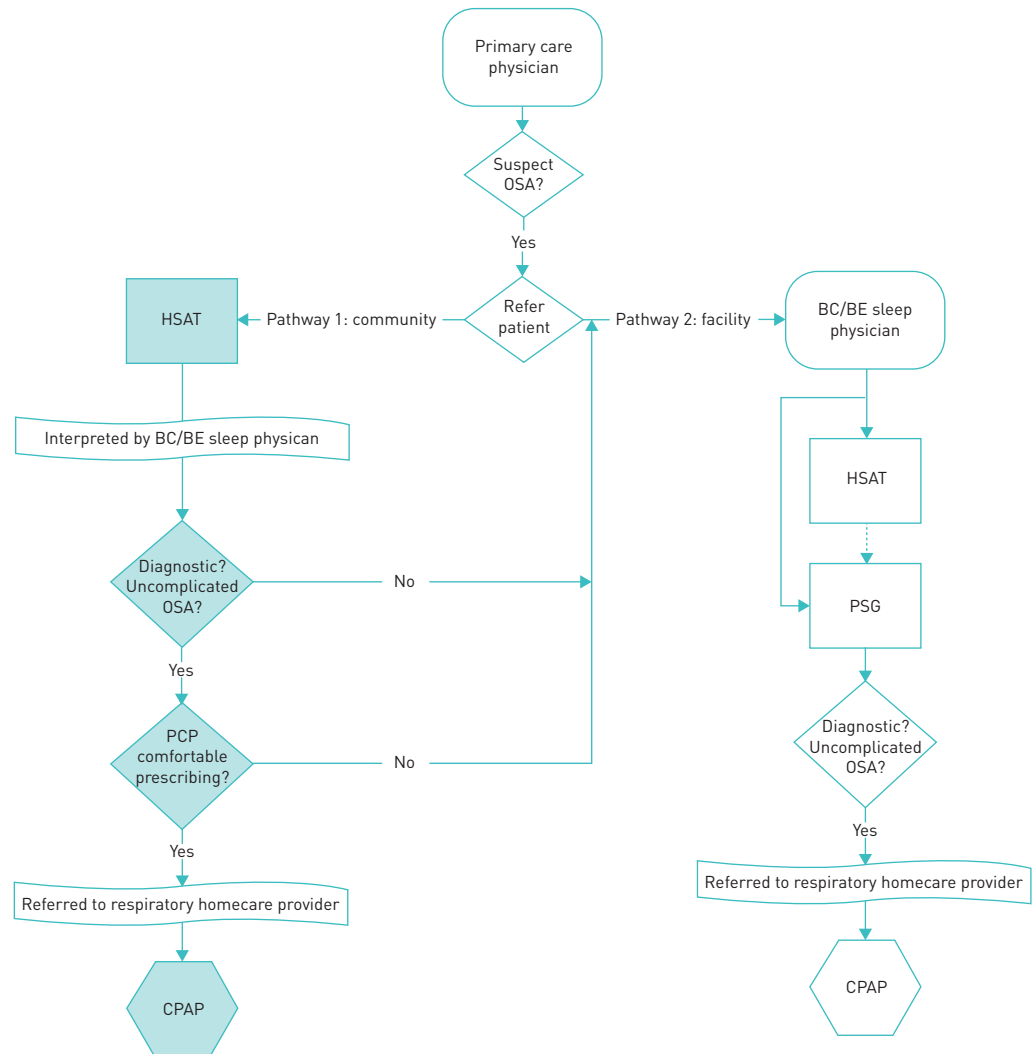 Primary care
physician
Suspect
OSA?
Yes
Refer
patient
Pathway 1: community
Pathway 2: facility
HSAT
Interpreted by BC/BE sleep physican
Diagnostic?
Uncomplicated
OSA?
No
Yes
PCP
comfortable
prescribing?
No
Yes
Referred to respiratory homecare provider
CPAP
BC/BE sleep
physician
HSAT
PSG
Diagnostic?
Uncomplicated
OSA?
Yes
Referred to respiratory homecare provider
CPAP